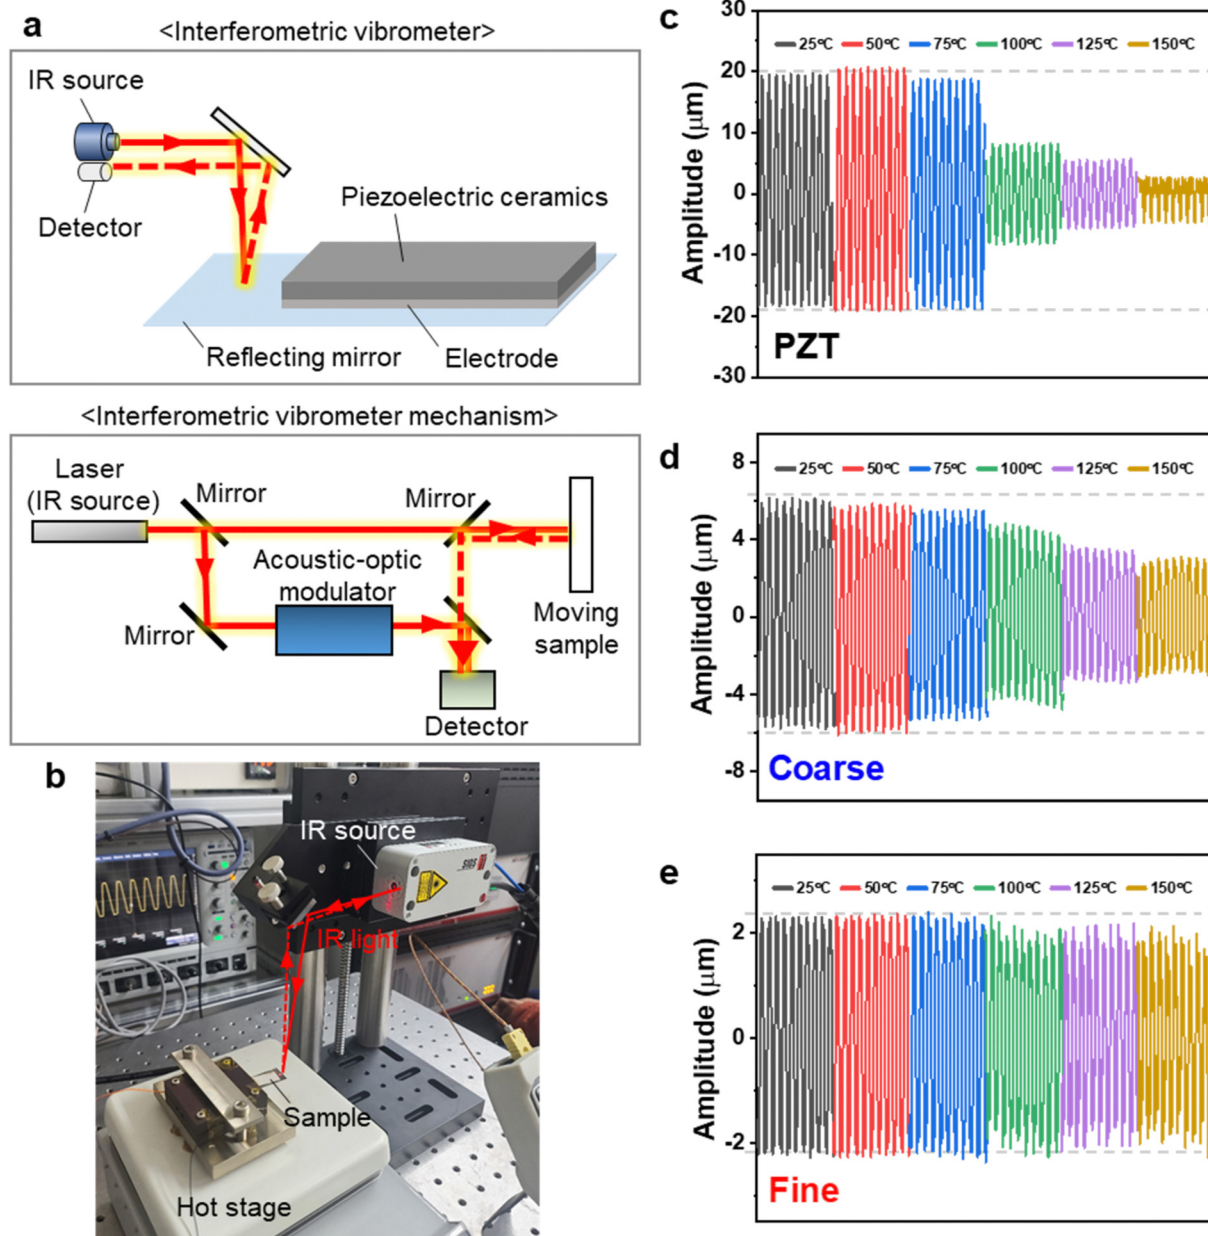 a
<Interferometric vibrometer>
IR source
Detector
Piezoelectric ceramics
Reflecting mirror
Electrode
<Interferometric vibrometer mechanism>
Laser
(IR source)
Mirror
Mirror
Acoustic-optic
modulator
Mirror
Moving
sample
Detector
b
IR source
SIOS
IR light
Sample
Hot stage
c
30
20
10
0
-10
-20
-30
Amplitude (μm)
25°C 50°C 75°C 100°C 125°C 150°C
PZT
d
8
4
0
-4
-8
Amplitude (μm)
25°C 50°C 75°C 100°C 125°C 150°C
Coarse
e
2
0
-2
Amplitude (μm)
25°C 50°C 75°C 100°C 125°C 150°C
Fine